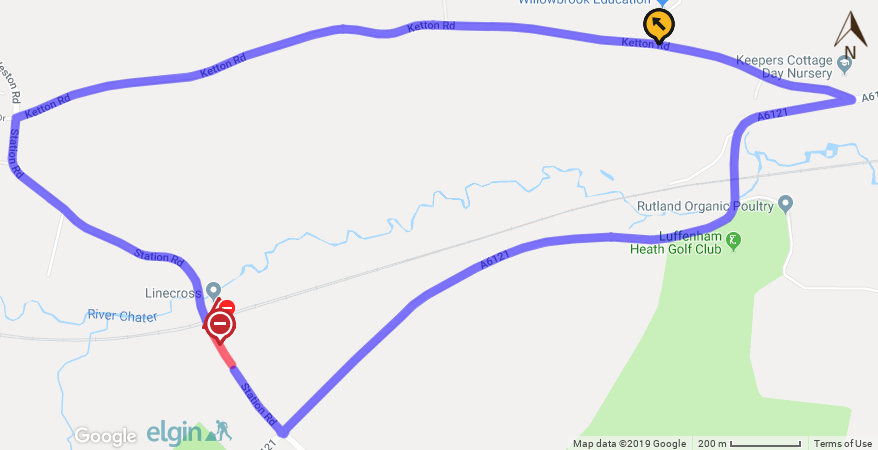 Willowbrook Education
Ketton Rd
Ketton Rd
Ketton Rd
Keepers Cottage
Day Nursery
N
A6121
Ketton Rd
Station Rd
Rutland Organic Poultry
Luffenham
Heath Golf Club
Station Rd
A6121
Linecross
River Chater
Station Rd
Google
elgin
Map data ©2019 Google
200 m
Terms of Use